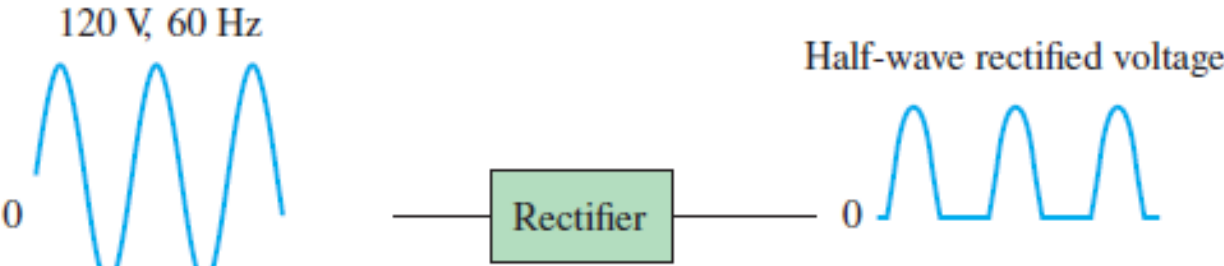 120 V, 60 Hz
Half-wave rectified voltage
0
Rectifier
0